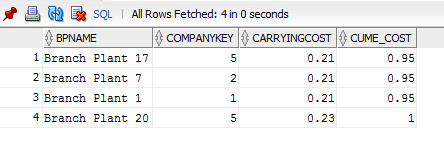 SQL | All Rows Fetched: 4 in 0 seconds
BPNAME COMPANYKEY CARRYINGCOST CUME_COST
1 Branch Plant 17 5 0.21 0.95
2 Branch Plant 7 2 0.21 0.95
3 Branch Plant 1 1 0.21 0.95
4 Branch Plant 20 5 0.23 1